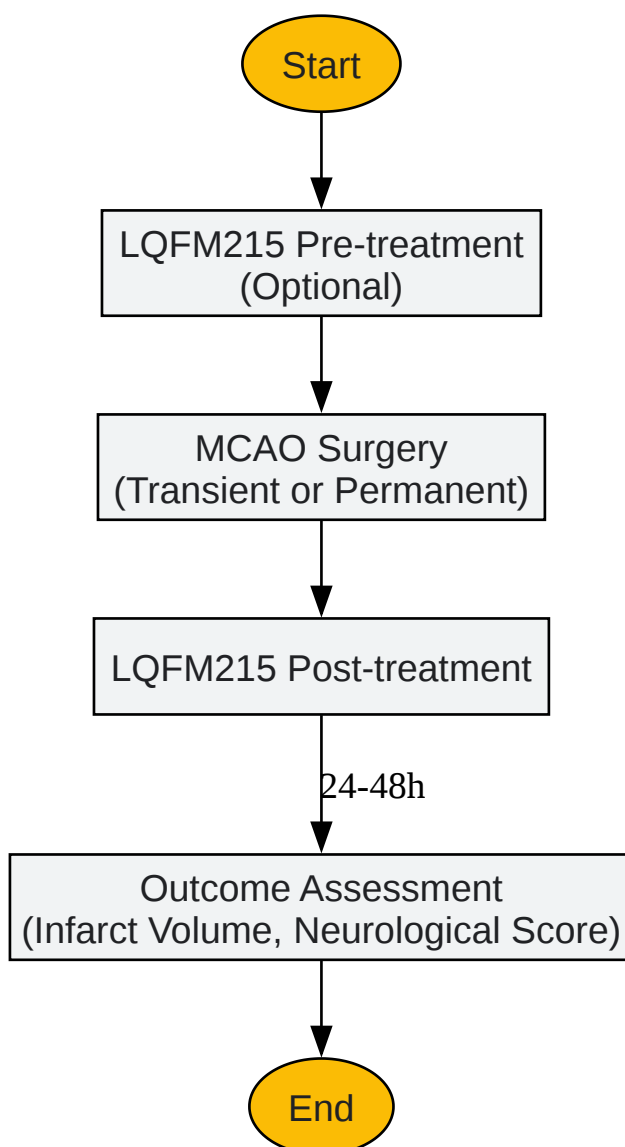 Start
LQFM215 Pre-treatment
(Optional)
MCAO Surgery
(Transient or Permanent)
LQFM215 Post-treatment
24-48h
Outcome Assessment
(Infarct Volume, Neurological Score)
End